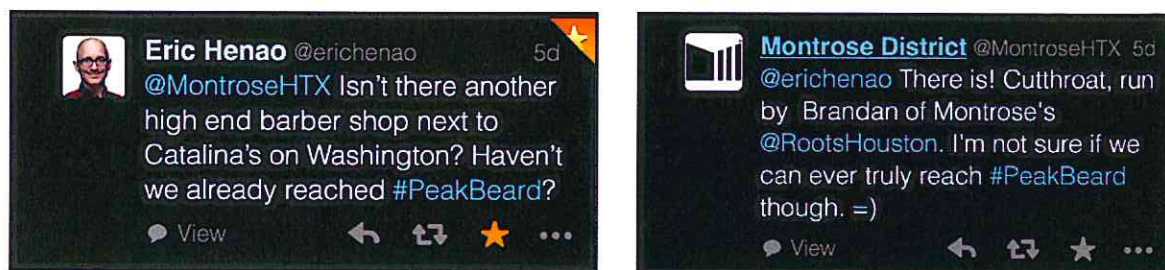 Eric Henao @erichenao 5d
@MontroseHTX Isn't there another
high end barber shop next to
Catalina's on Washington? Haven't
we already reached #PeakBeard?
View
Montrose District @MontroseHTX 5d
@erichenao There is! Cutthroat, run
by  Brandan of Montrose's
@RootsHouston. I'm not sure if we
can ever truly reach #PeakBeard
though. =)
View